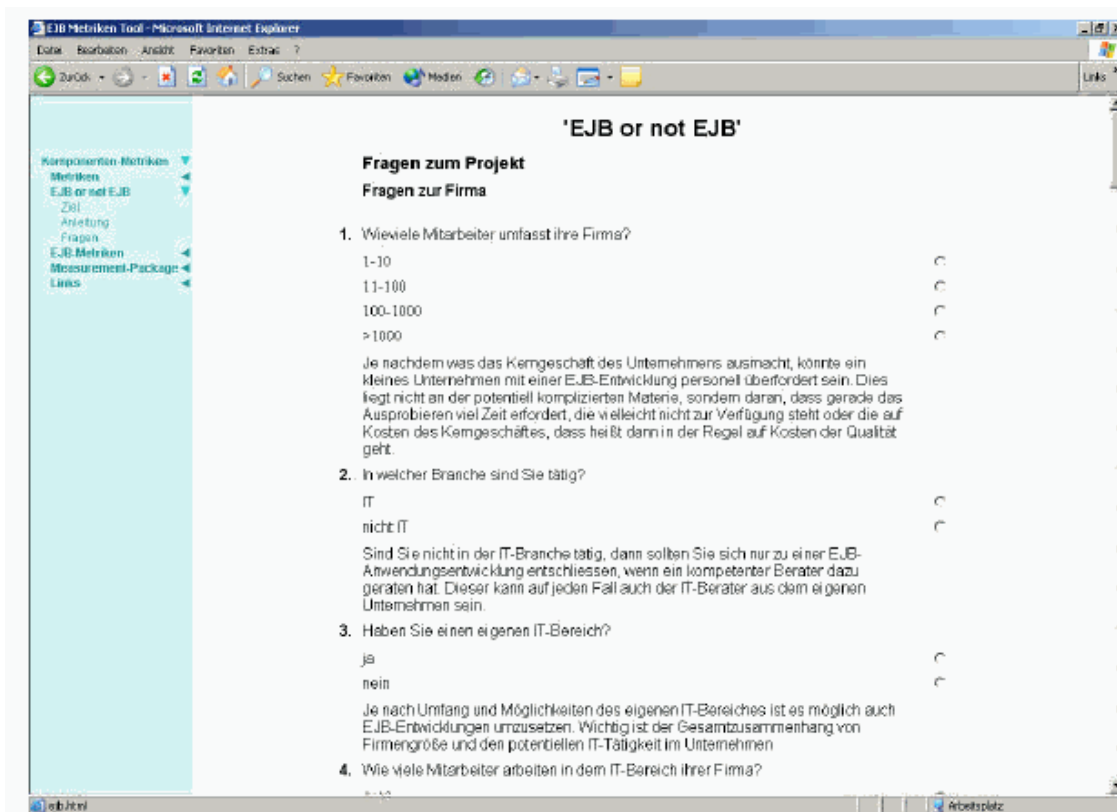 EJB Metriken Tool - Microsoft Internet Explorer
Datei Bearbeiten Ansicht Favoriten Extras ?
Zurück Suchen Favoriten Medien Links
'EJB or not EJB'
Komponenten-Metriken
Metriken
EJB or not EJB
Ziel
Anleitung
Fragen
EJB-Metriken
Measurement-Package
Links
Fragen zum Projekt
Fragen zur Firma
1. Wieviele Mitarbeiter umfasst ihre Firma?
1-10
11-100
100-1000
>1000
Je nachdem was das Kerngeschäft des Unternehmens ausmacht, könnte ein
kleines Unternehmen mit einer EJB-Entwicklung personell überfordert sein. Dies
liegt nicht an der potentiell komplizierten Materie, sondern daran, dass gerade das
Ausprobieren viel Zeit erfordert, die vielleicht nicht zur Verfügung steht oder die auf
Kosten des Kerngeschäftes, dass heißt dann in der Regel auf Kosten der Qualität
geht.
2. In welcher Branche sind Sie tätig?
IT
nicht IT
Sind Sie nicht in der IT-Branche tätig, dann sollten Sie sich nur zu einer EJB-
Anwendungsentwicklung entschliessen, wenn ein kompetenter Berater dazu
geraten hat. Dieser kann auf jeden Fall auch der IT-Berater aus dem eigenen
Unternehmen sein.
3. Haben Sie einen eigenen IT-Bereich?
ja
nein
Je nach Umfang und Möglichkeiten des eigenen IT-Bereiches ist es möglich auch
EJB-Entwicklungen umzusetzen. Wichtig ist der Gesamtzusammenhang von
Firmengröße und den potentiellen IT-Tätigkeit im Unternehmen
4. Wie viele Mitarbeiter arbeiten in dem IT-Bereich ihrer Firma?
Arbeitsplatz